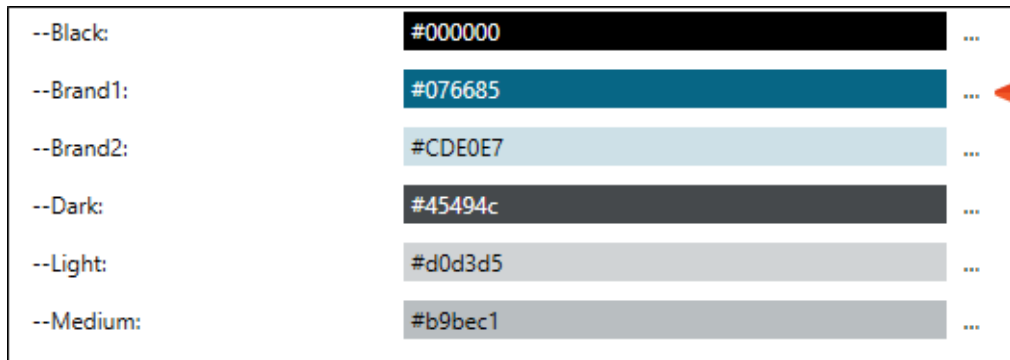 --Black: #000000 ...
--Brand1: #076685 ...
--Brand2: #CDE0E7 ...
--Dark: #45494c ...
--Light: #d0d3d5 ...
--Medium: #b9bec1 ...